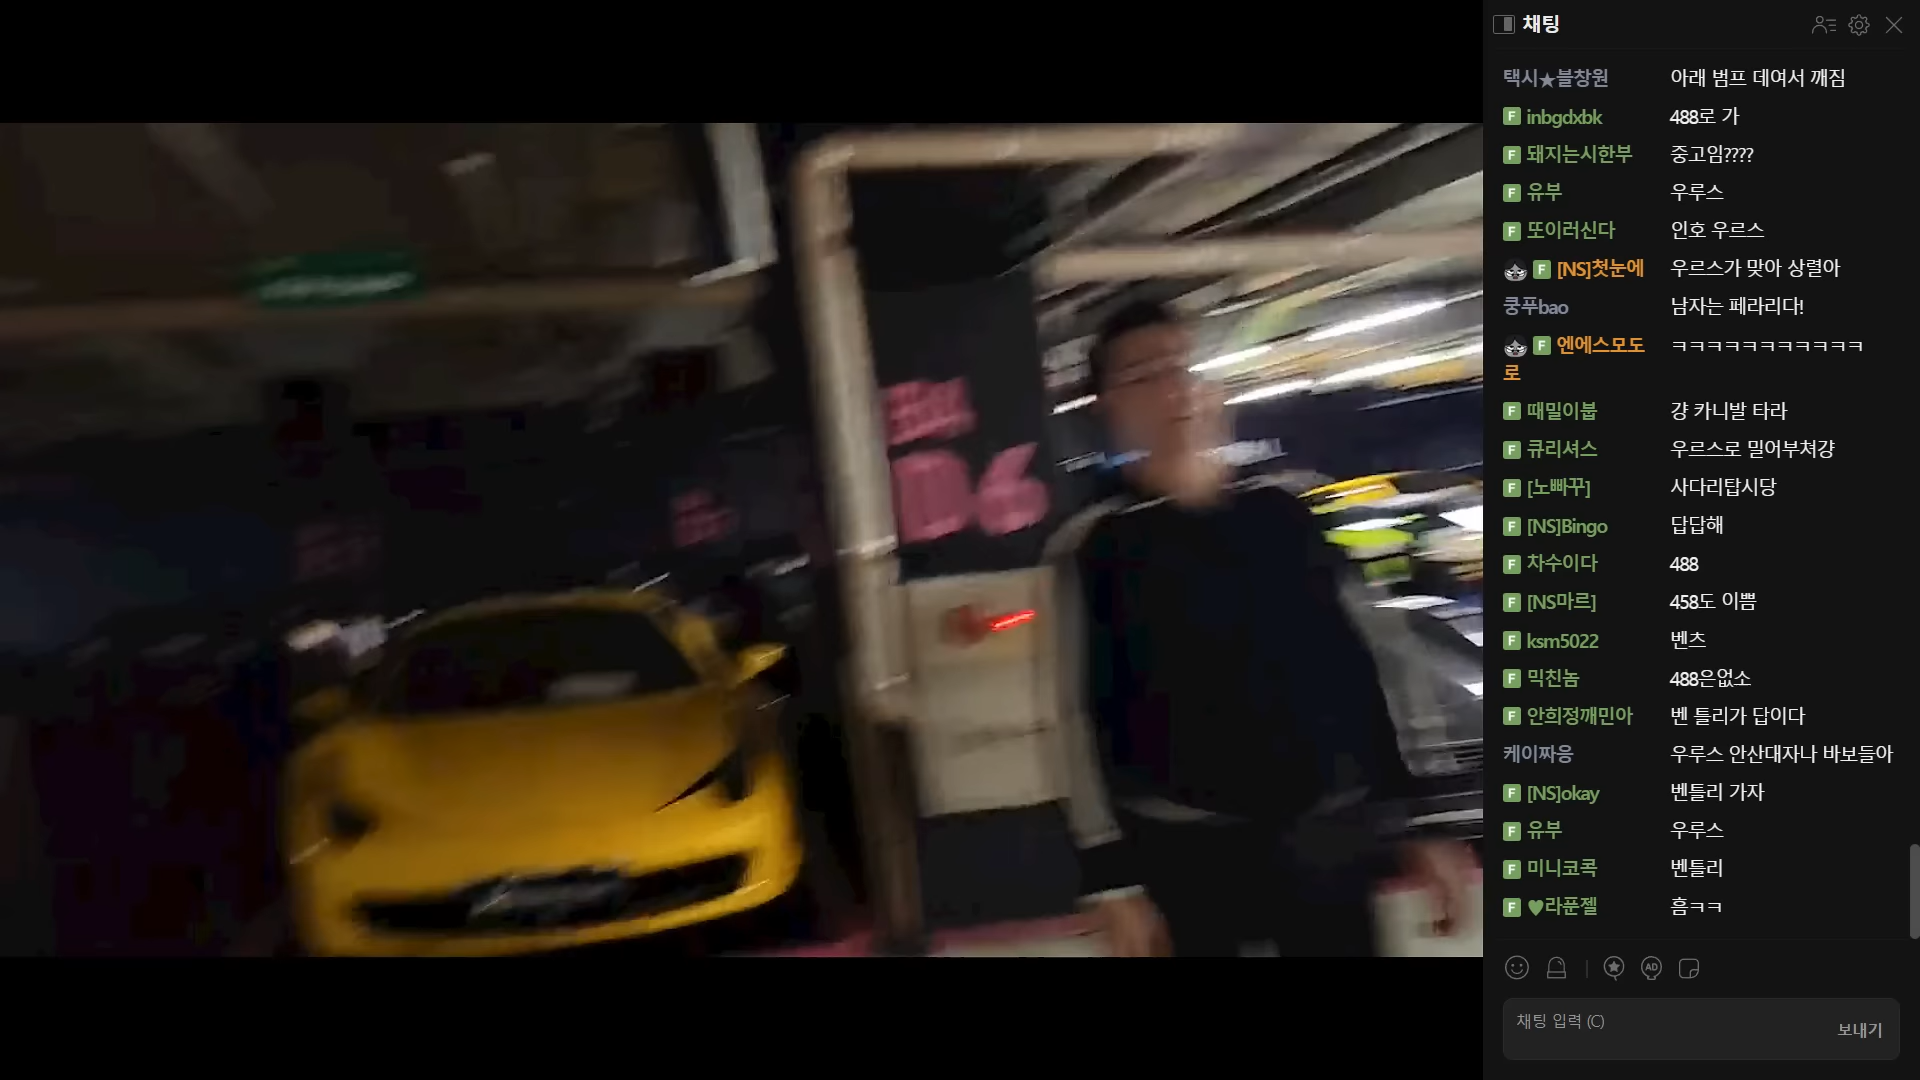 채팅
택시★불창원 아래 범프 데여서 깨짐
F inbgdxbk 488로 가
F 돼지는시한부 중고임????
F 유부 우루스
F 또이러신다 인호 우르스
F [NS]첫눈에 우르스가 맞아 상렬아
쿵푸bao 남자는 페라리다!
F 엔에스모도로 ㅋㅋㅋㅋㅋㅋㅋㅋㅋㅋㅋ
F 때밀이붑 걍 카니발 타라
F 큐리셔스 우르스로 밀어부쳐걍
F [노빠꾸] 사다리탑시당
F [NS]Bingo 답답해
F 차수이다 488
F [NS마르] 458도 이쁨
F ksm5022 벤츠
F 믹친놈 488은없소
F 안희정깨민아 벤 틀리가 답이다
케이짜응 우루스 안산대자나 바보들아
F [NS]okay 벤틀리 가자
F 유부 우루스
F 미니코콕 벤틀리
F ♥라푼젤 흠ㅋㅋ
AD
채팅 입력 (C)
보내기
D6